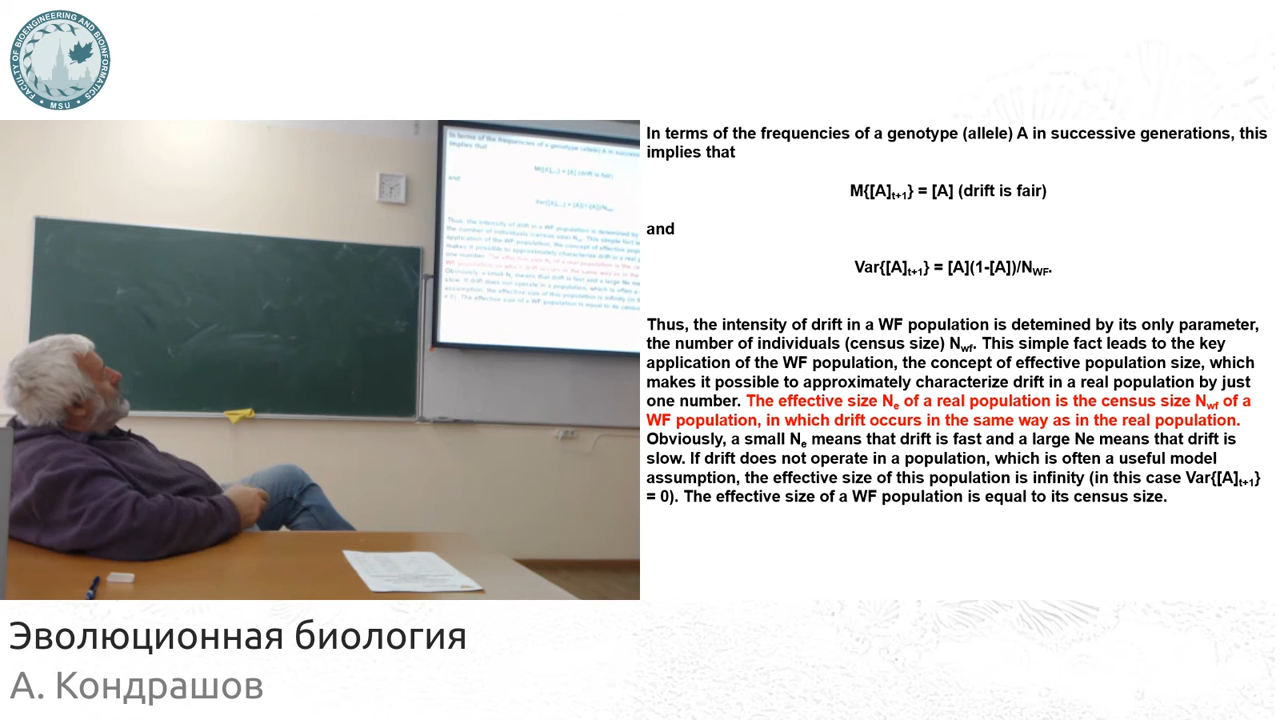 FACULTY OF BIOENGINEERING AND BIOINFORMATICS
• MSU •
In terms of the frequencies of a genotype (allele) A in successive generations, this
implies that
M{[A]t+1} = [A] (drift is fair)
and
Var{[A]t+1} = [A](1-[A])/NWF.
Thus, the intensity of drift in a WF population is detemined by its only parameter,
the number of individuals (census size) Nwf. This simple fact leads to the key
application of the WF population, the concept of effective population size, which
makes it possible to approximately characterize drift in a real population by just
one number. The effective size Ne of a real population is the census size Nwf of a
WF population, in which drift occurs in the same way as in the real population.
Obviously, a small Ne means that drift is fast and a large Ne means that drift is
slow. If drift does not operate in a population, which is often a useful model
assumption, the effective size of this population is infinity (in this case Var{[A]t+1}
= 0). The effective size of a WF population is equal to its census size.
Эволюционная биология
А. Кондрашов